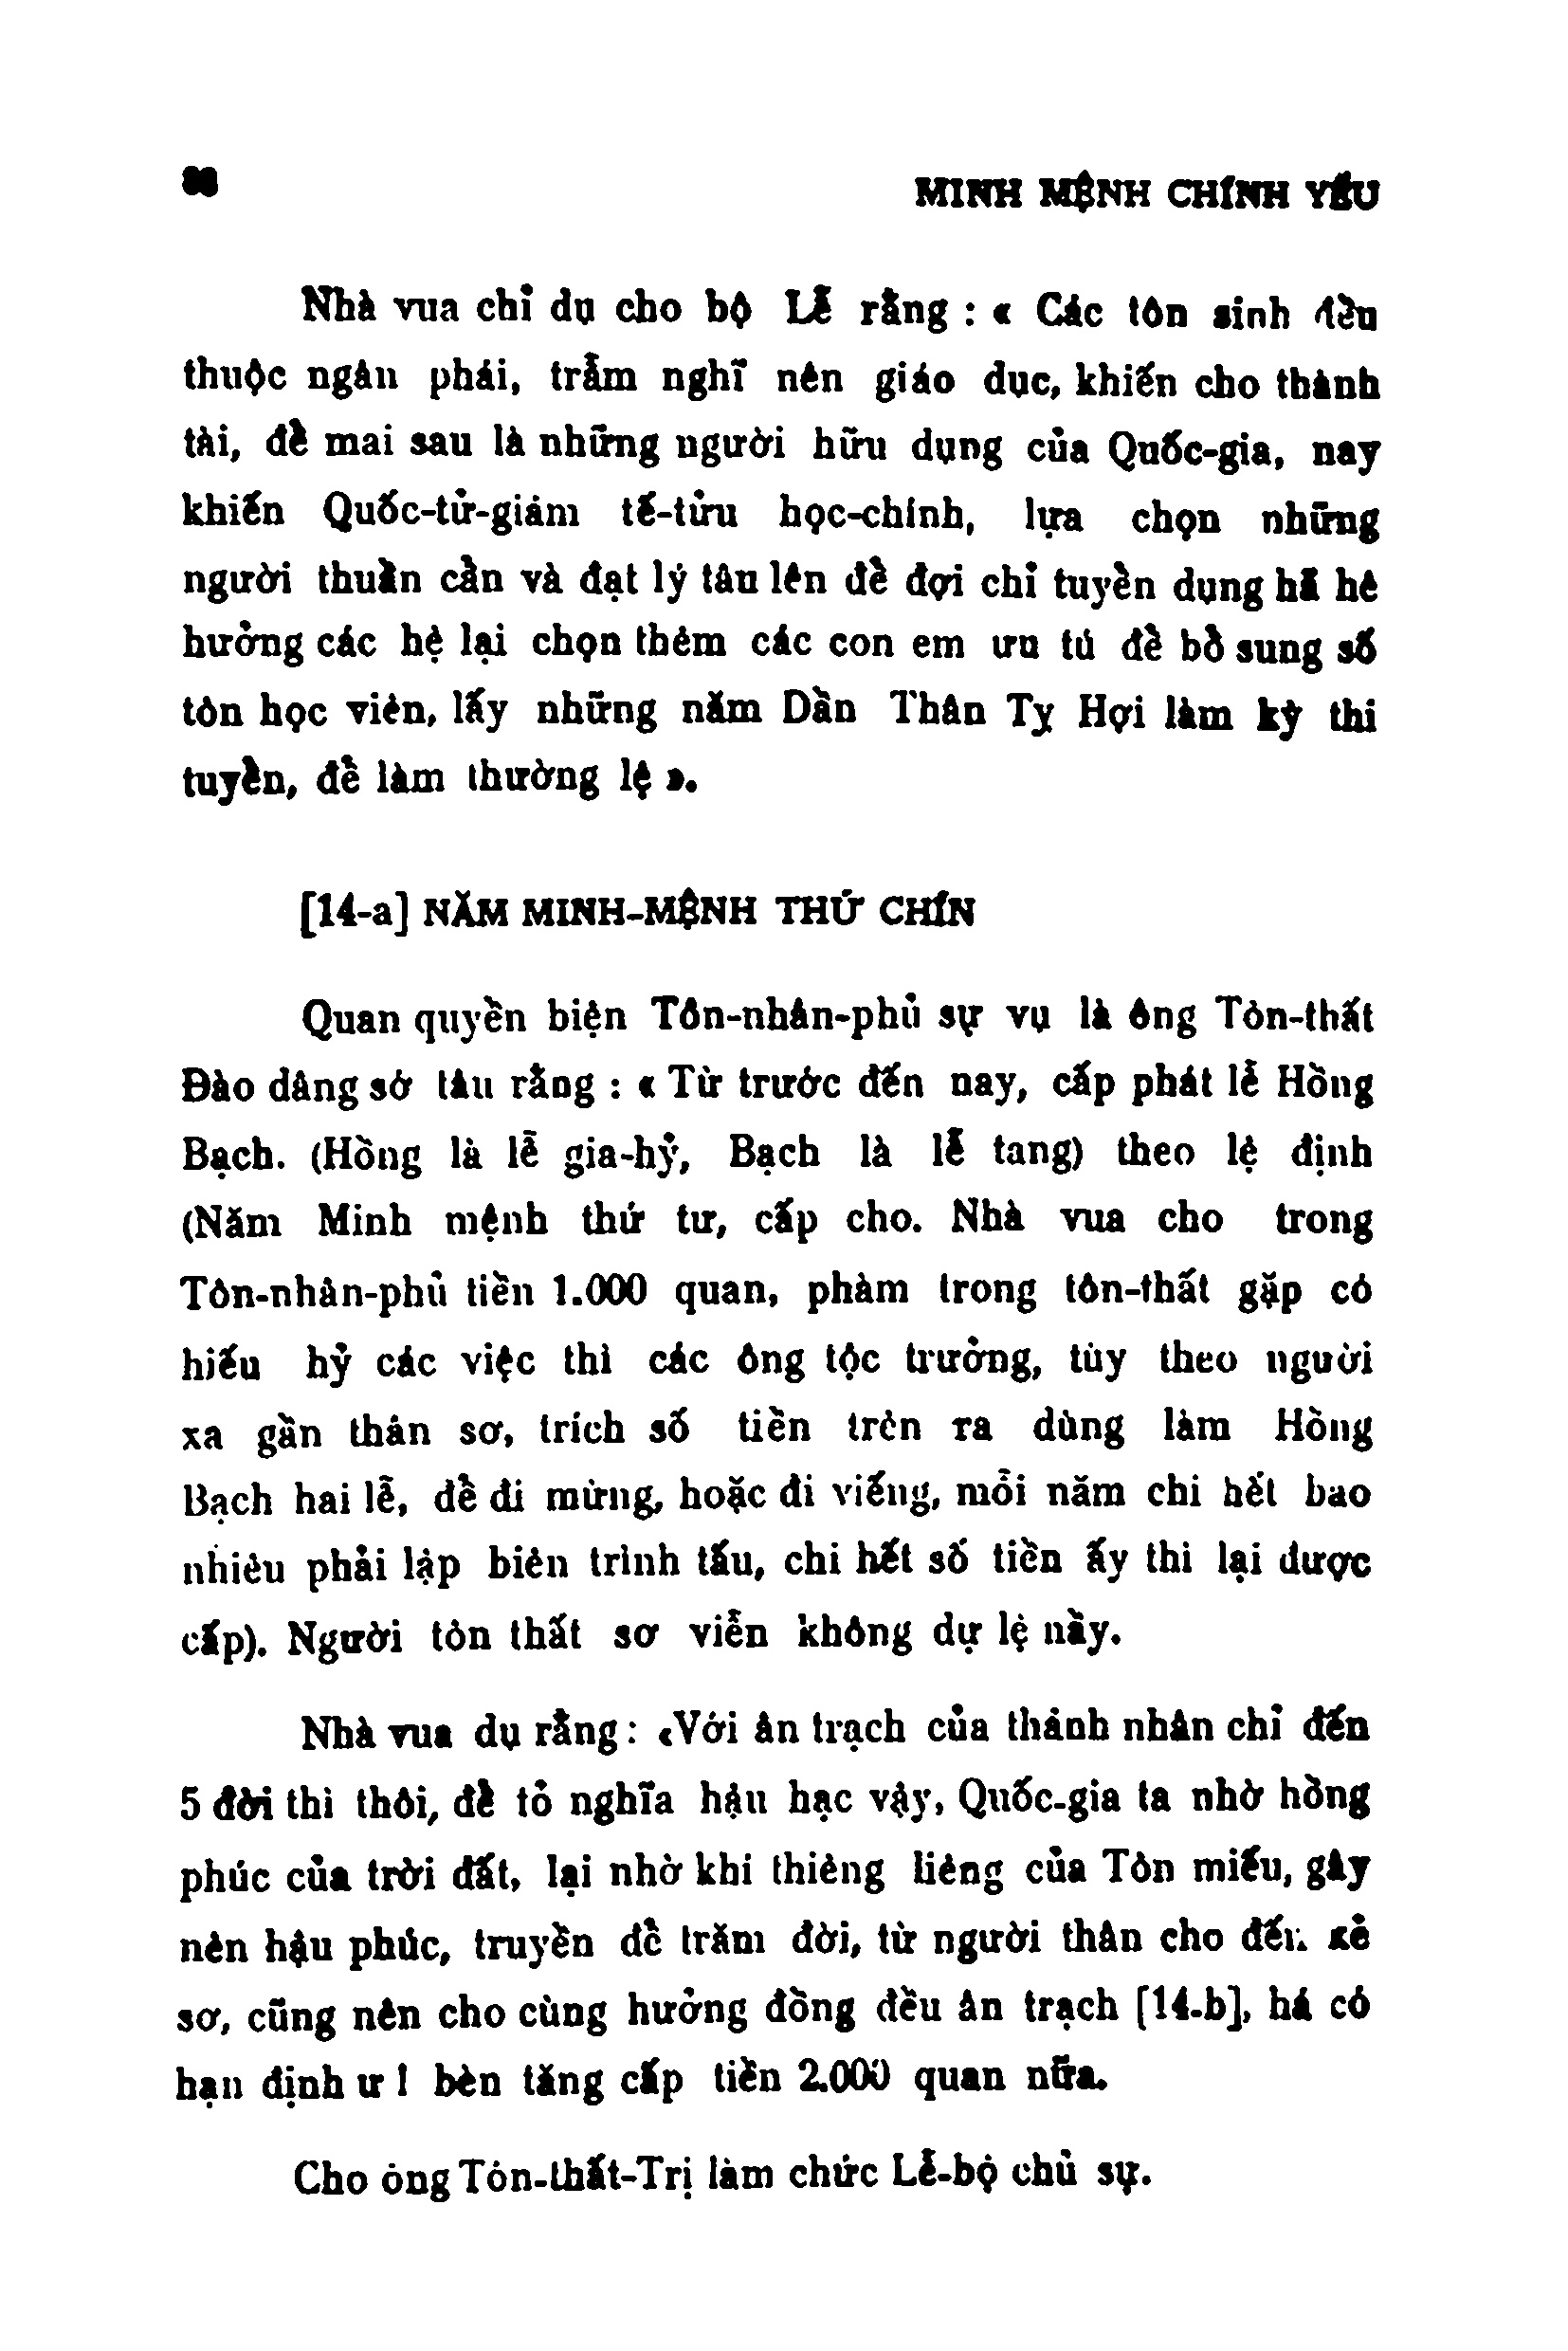 MINH MỆNH CHÍNH YẾU
Nhà vua chỉ dụ cho bộ Lễ rằng : « Các tôn sinh đều
thuộc ngân phái, trẫm nghĩ nên giáo dục, khiến cho thành
tài, để mai sau là những người hữu dụng của Quốc-gia, nay
khiến Quốc-tử-giám tế-tửu học-chính, lựa chọn những
người thuần cẩn và đạt lý tâu lên để đợi chỉ tuyển dụng hễ hê
hưởng các hệ lại chọn thêm các con em ưu tú để bổ sung số
tôn học viên, lấy những năm Dần Thân Tỵ Hợi làm kỳ thi
tuyển, để làm thường lệ ».
[14-a] NĂM MINH-MỆNH THỨ CHÍN
Quan quyền biện Tôn-nhân-phủ sự vụ là ông Tôn-thất
Đào dâng sớ tâu rằng : « Từ trước đến nay, cấp phát lễ Hồng
Bạch. (Hồng là lễ gia-hỷ, Bạch là lễ tang) theo lệ định
(Năm Minh mệnh thứ tư, cấp cho. Nhà vua cho trong
Tôn-nhân-phủ tiền 1.000 quan, phàm trong tôn-thất gặp có
hiếu hỷ các việc thì các ông tộc trưởng, tùy theo người
xa gần thân sơ, trích số tiền trên ra dùng làm Hồng
Bạch hai lễ, để đi mừng, hoặc đi viếng, mỗi năm chi hết bao
nhiêu phải lập biên trình tấu, chi hết số tiền ấy thì lại được
cấp). Người tôn thất sơ viễn không dự lệ nầy.
Nhà vua dụ rằng : «Với ân trạch của thánh nhân chỉ đến
5 đời thì thôi, để tỏ nghĩa hậu hạc vậy, Quốc-gia ta nhờ hồng
phúc của trời đất, lại nhờ khí thiêng liêng của Tôn miếu, gây
nên hậu phúc, truyền để trăm đời, từ người thân cho đến kẻ
sơ, cũng nên cho cùng hưởng đồng đều ân trạch [14-b], há có
hạn định ư ! bèn tăng cấp tiền 2.000 quan nữa.
Cho ông Tôn-thất-Trị làm chức Lễ-bộ chủ sự.